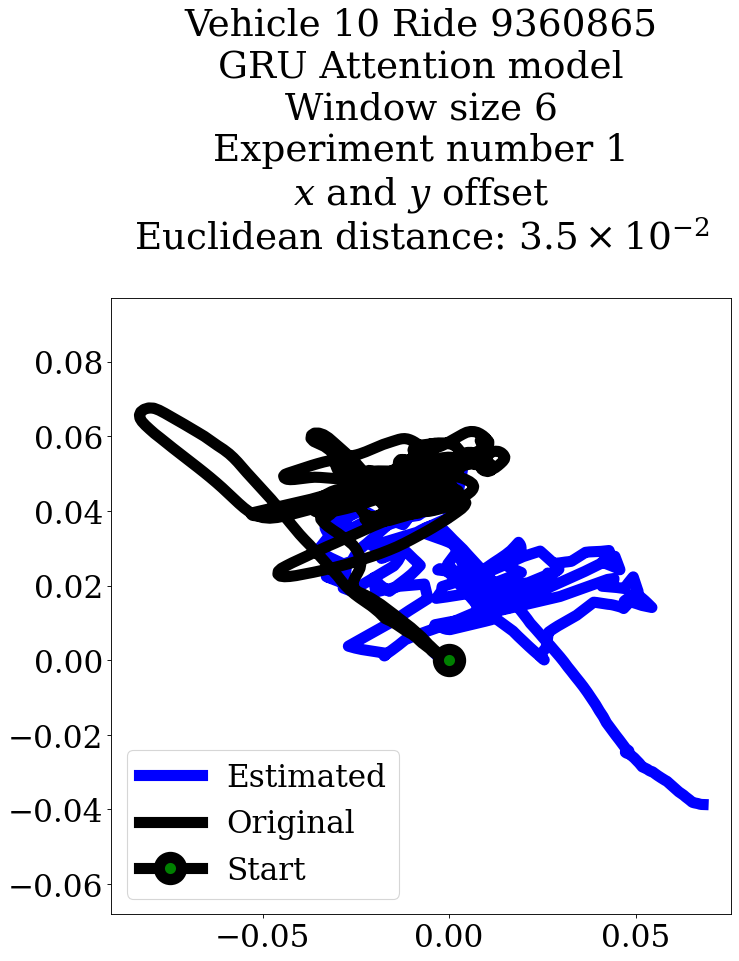 Vehicle 10 Ride 9360865
GRU Attention model
Window size 6
Experiment number 1
x and y offset
Euclidean distance: 3.5 × 10⁻²
0.08
0.06
0.04
0.02
0.00
−0.02
−0.04
−0.06
Estimated
Original
Start
−0.05
0.00
0.05